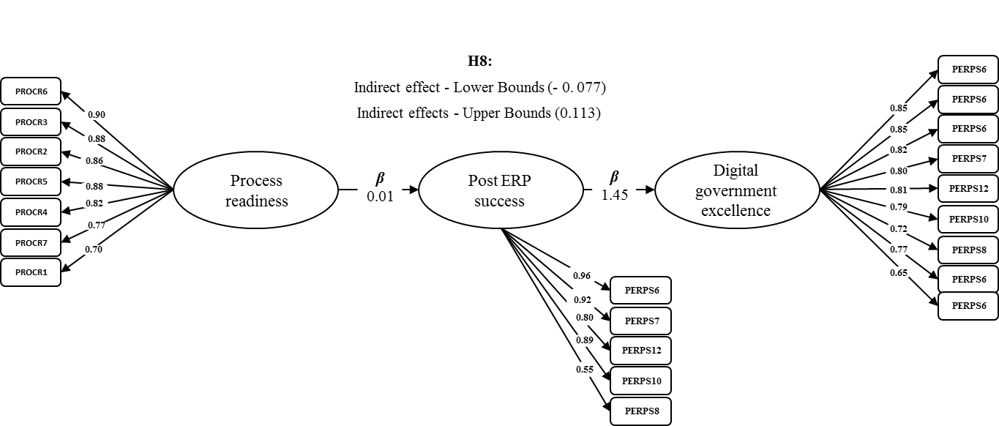 H8:
Indirect effect - Lower Bounds (- 0. 077)
Indirect effects - Upper Bounds (0.113)
PROCR6
PROCR3
PROCR2
PROCR5
PROCR4
PROCR7
PROCR1
0.90
0.88
0.86
0.88
0.82
0.77
0.70
Process
readiness
β
0.01
Post ERP
success
β
1.45
Digital
government
excellence
0.96
0.92
0.80
0.89
0.55
PERPS6
PERPS7
PERPS12
PERPS10
PERPS8
0.85
0.85
0.82
0.80
0.81
0.79
0.72
0.77
0.65
PERPS6
PERPS6
PERPS6
PERPS7
PERPS12
PERPS10
PERPS8
PERPS6
PERPS6